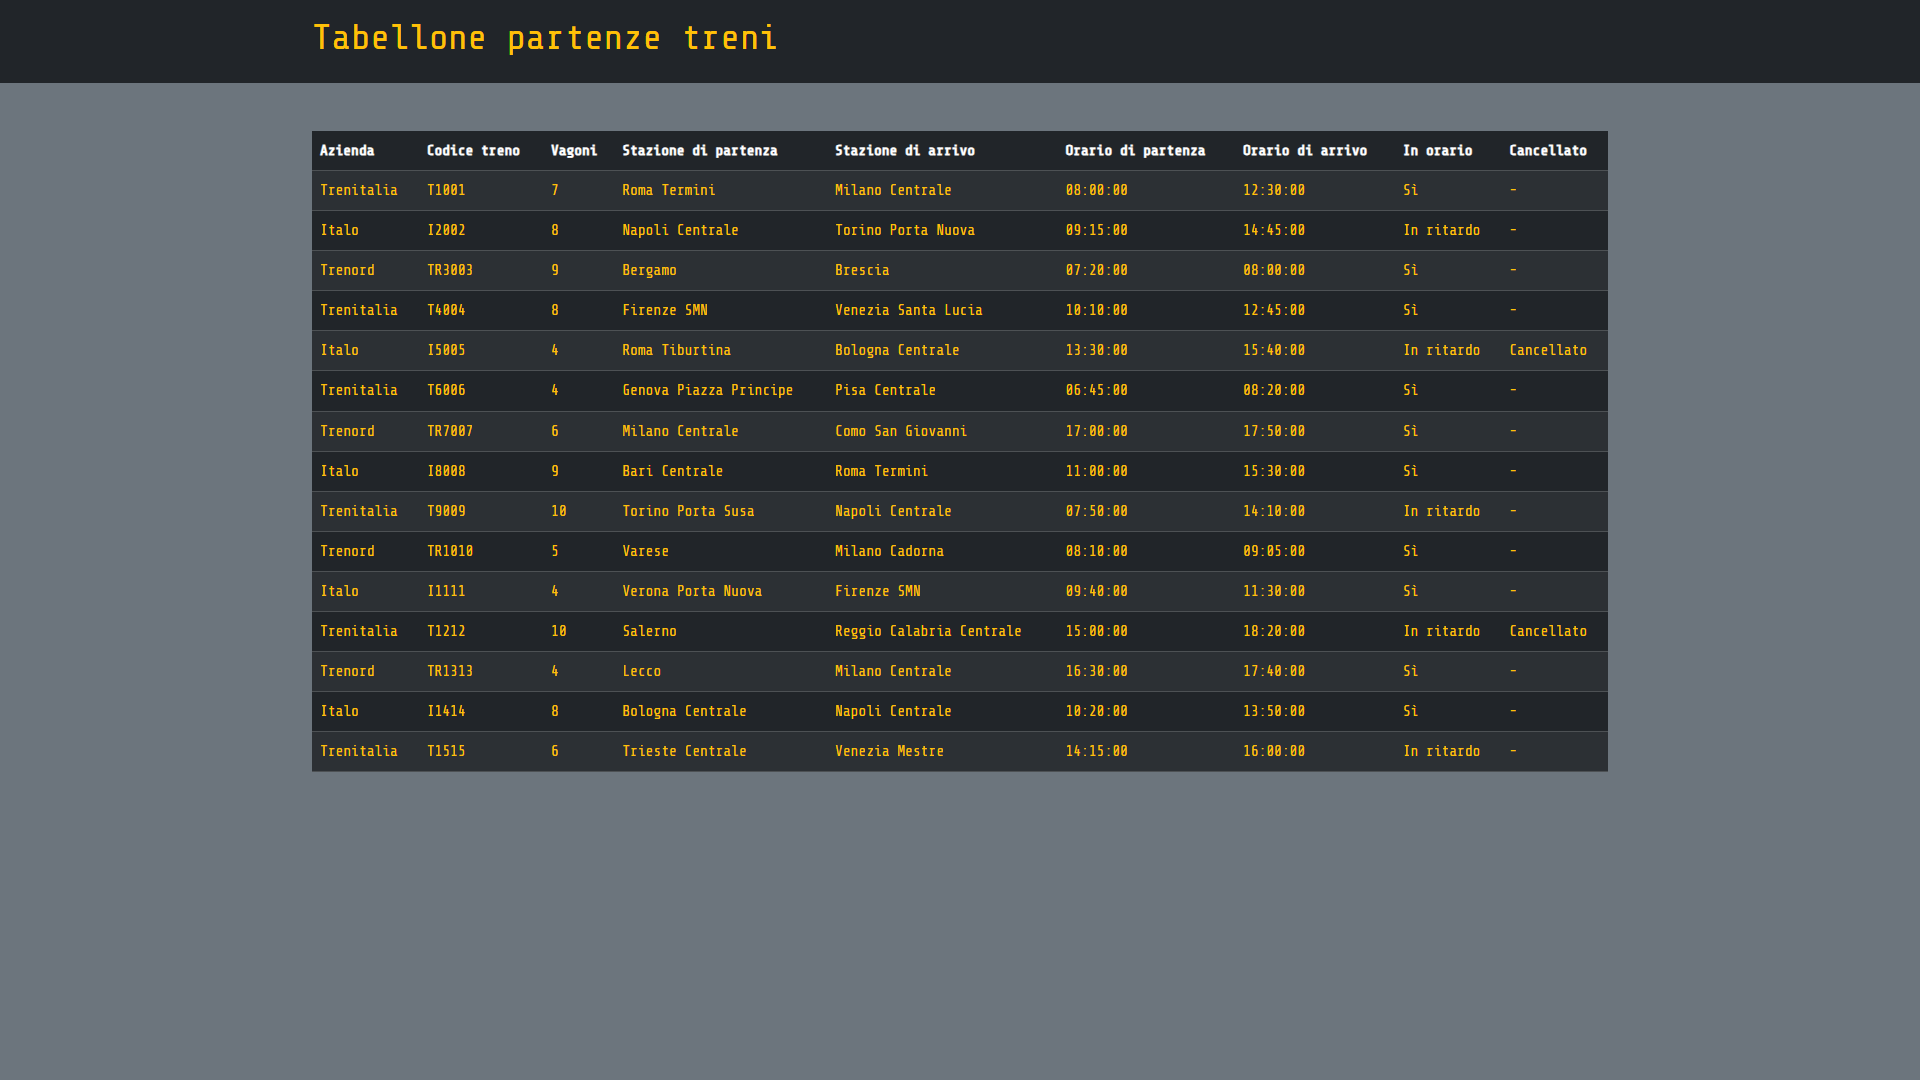 Tabellone partenze treni
Azienda Codice treno Vagoni Stazione di partenza Stazione di arrivo Orario di partenza Orario di arrivo In orario Cancellato
Trenitalia T1001 7 Roma Termini Milano Centrale 08:00:00 12:30:00 Sì -
Italo I2002 8 Napoli Centrale Torino Porta Nuova 09:15:00 14:45:00 In ritardo -
Trenord TR3003 9 Bergamo Brescia 07:20:00 08:00:00 Sì -
Trenitalia T4004 8 Firenze SMN Venezia Santa Lucia 10:10:00 12:45:00 Sì -
Italo I5005 4 Roma Tiburtina Bologna Centrale 13:30:00 15:40:00 In ritardo Cancellato
Trenitalia T6006 4 Genova Piazza Principe Pisa Centrale 06:45:00 08:20:00 Sì -
Trenord TR7007 6 Milano Centrale Como San Giovanni 17:00:00 17:50:00 Sì -
Italo I8008 9 Bari Centrale Roma Termini 11:00:00 15:30:00 Sì -
Trenitalia T9009 10 Torino Porta Susa Napoli Centrale 07:50:00 14:10:00 In ritardo -
Trenord TR1010 5 Varese Milano Cadorna 08:10:00 09:05:00 Sì -
Italo I1111 4 Verona Porta Nuova Firenze SMN 09:40:00 11:30:00 Sì -
Trenitalia T1212 10 Salerno Reggio Calabria Centrale 15:00:00 18:20:00 In ritardo Cancellato
Trenord TR1313 4 Lecco Milano Centrale 16:30:00 17:40:00 Sì -
Italo I1414 8 Bologna Centrale Napoli Centrale 10:20:00 13:50:00 Sì -
Trenitalia T1515 6 Trieste Centrale Venezia Mestre 14:15:00 16:00:00 In ritardo -